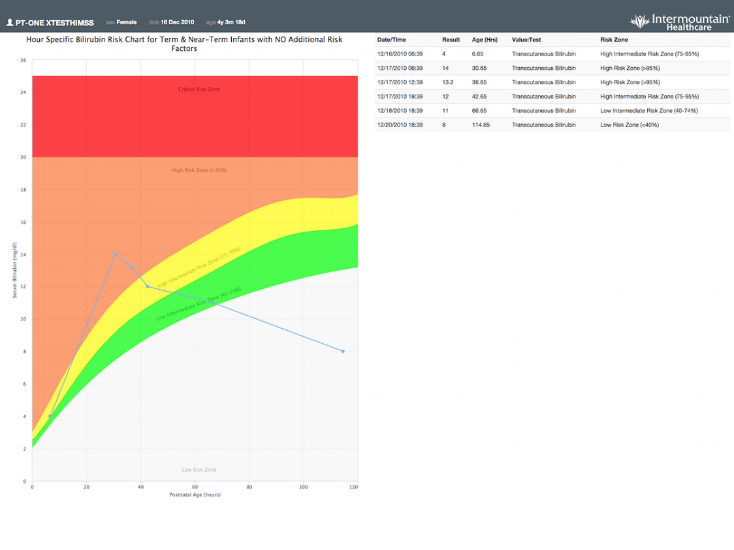 PT-ONE XTESTHIMSS sex Female dob 16 Dec 2010 age 4y 3m 18d
Intermountain
Healthcare
Hour Specific Bilirubin Risk Chart for Term & Near-Term Infants with NO Additional Risk
Factors
26
24
22
20
18
16
14
12
10
8
6
4
2
0
Serum Bilirubin (mg/dl)
Critical Risk Zone
High Risk Zone (>95%)
High Intermediate Risk Zone (75-95%)
Low Intermediate Risk Zone (40-74%)
Low Risk Zone
0 20 40 60 80 100 120
Postnatal Age (hours)
Date/Time Result Age (Hrs) Value:Test Risk Zone
12/16/2010 06:39 4 6.65 Transcutaneous Bilirubin High Intermediate Risk Zone (75-95%)
12/17/2010 06:39 14 30.65 Transcutaneous Bilirubin High Risk Zone (>95%)
12/17/2010 12:39 13.2 36.65 Transcutaneous Bilirubin High Risk Zone (>95%)
12/17/2010 18:39 12 42.65 Transcutaneous Bilirubin High Intermediate Risk Zone (75-95%)
12/18/2010 18:39 11 66.65 Transcutaneous Bilirubin Low Intermediate Risk Zone (40-74%)
12/20/2010 18:39 8 114.65 Transcutaneous Bilirubin Low Risk Zone (<40%)